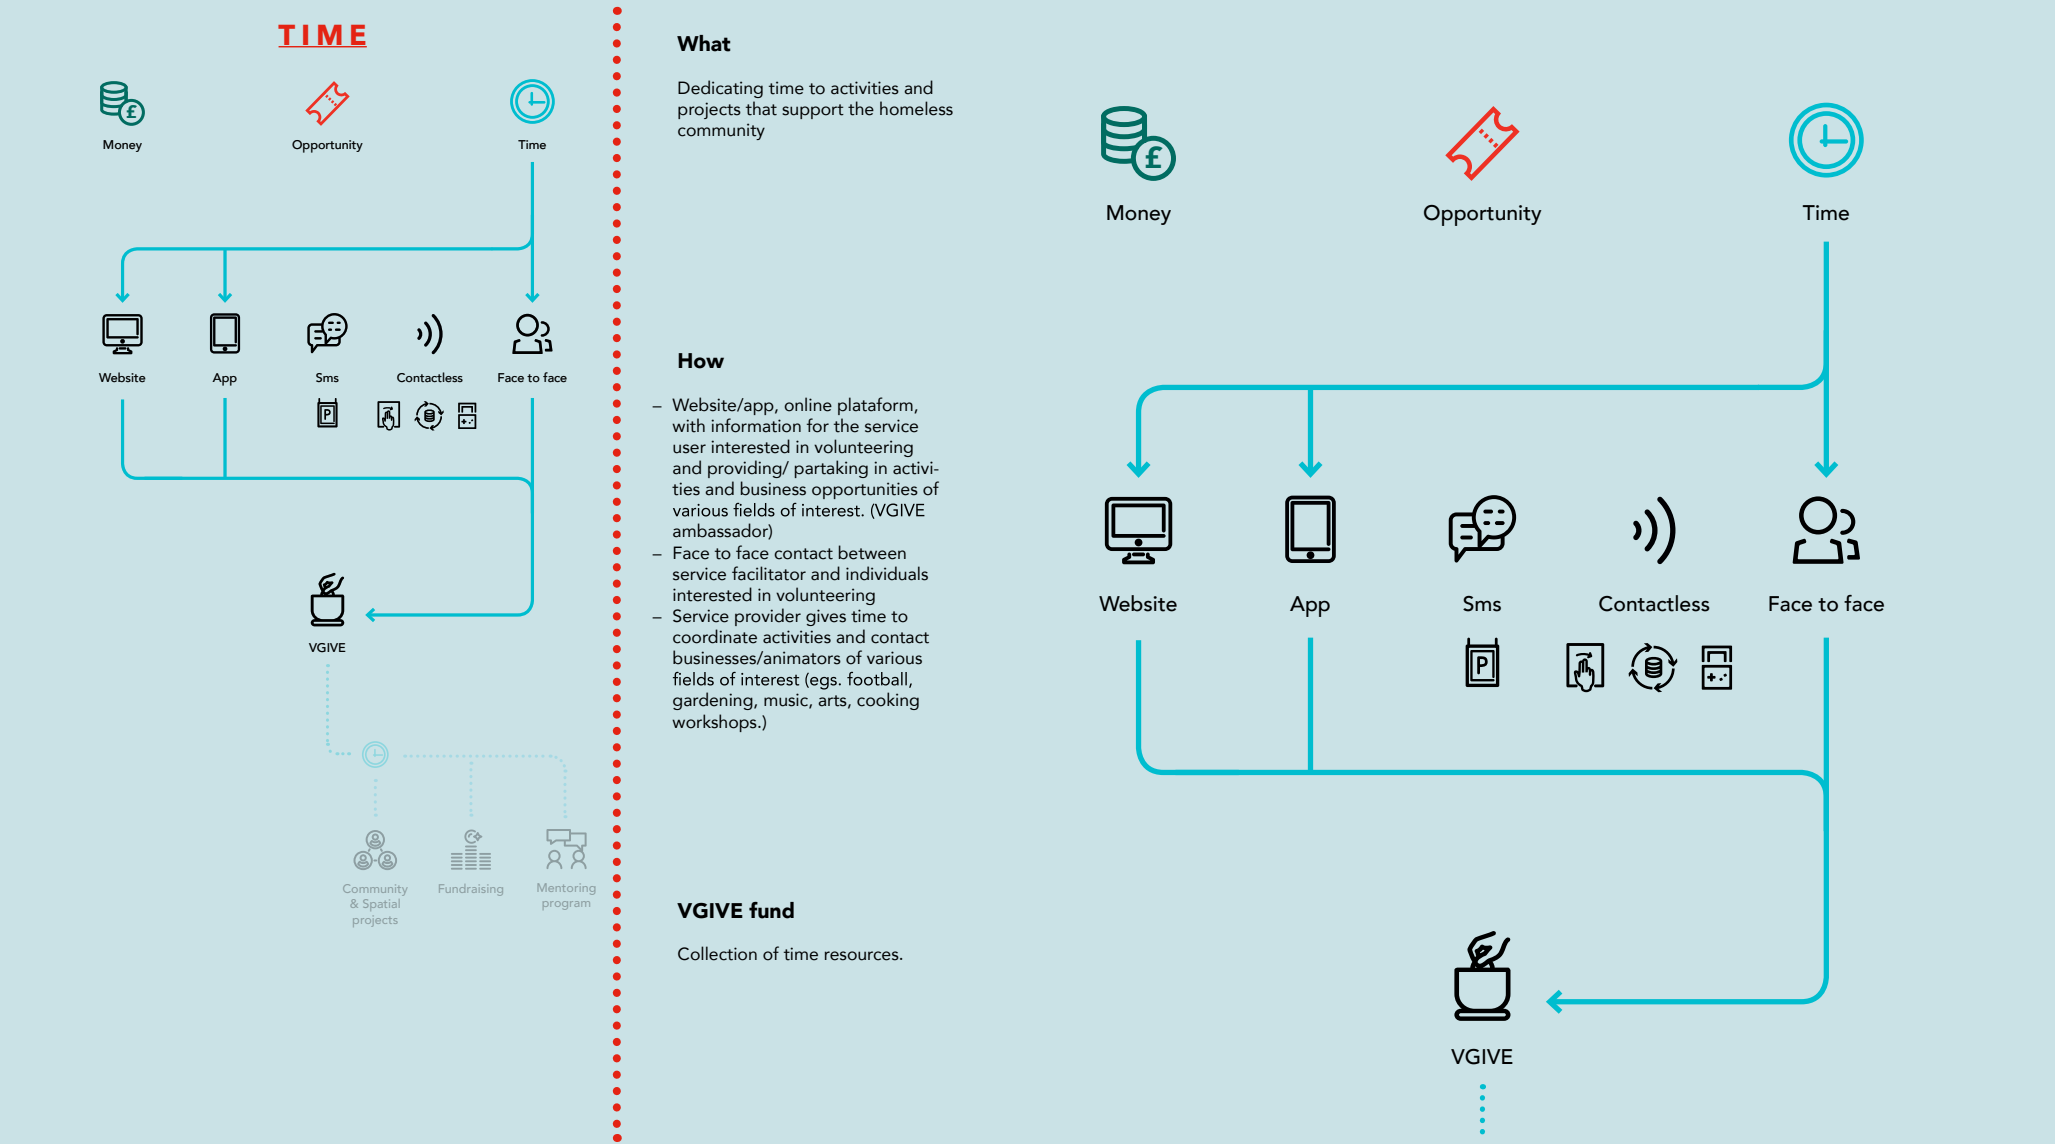 TIME
Money
Opportunity
Time
£
Website
App
Sms
Contactless
Face to face
P
VGIVE
Community
& Spatial
projects
Fundraising
Mentoring
program
What
Dedicating time to activities and
projects that support the homeless
community
How
– Website/app, online plataform,
with information for the service
user interested in volunteering
and providing/ partaking in activi-
ties and business opportunities of
various fields of interest. (VGIVE
ambassador)
– Face to face contact between
service facilitator and individuals
interested in volunteering
– Service provider gives time to
coordinate activities and contact
businesses/animators of various
fields of interest (egs. football,
gardening, music, arts, cooking
workshops.)
VGIVE fund
Collection of time resources.
£
Money
Opportunity
Time
Website
App
Sms
Contactless
Face to face
P
VGIVE